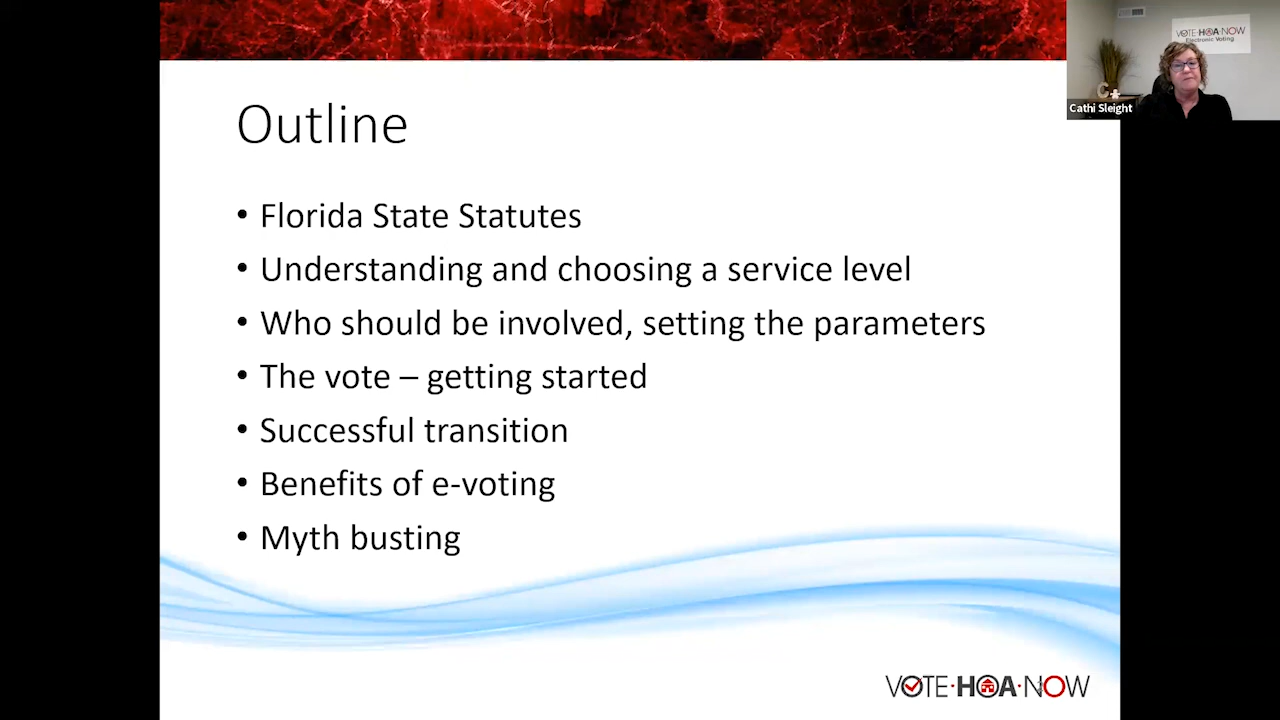 Outline
• Florida State Statutes
• Understanding and choosing a service level
• Who should be involved, setting the parameters
• The vote – getting started
• Successful transition
• Benefits of e-voting
• Myth busting
VOTE·HOA·NOW
VOTE·HOA·NOW
Electronic Voting
Cathi Sleight